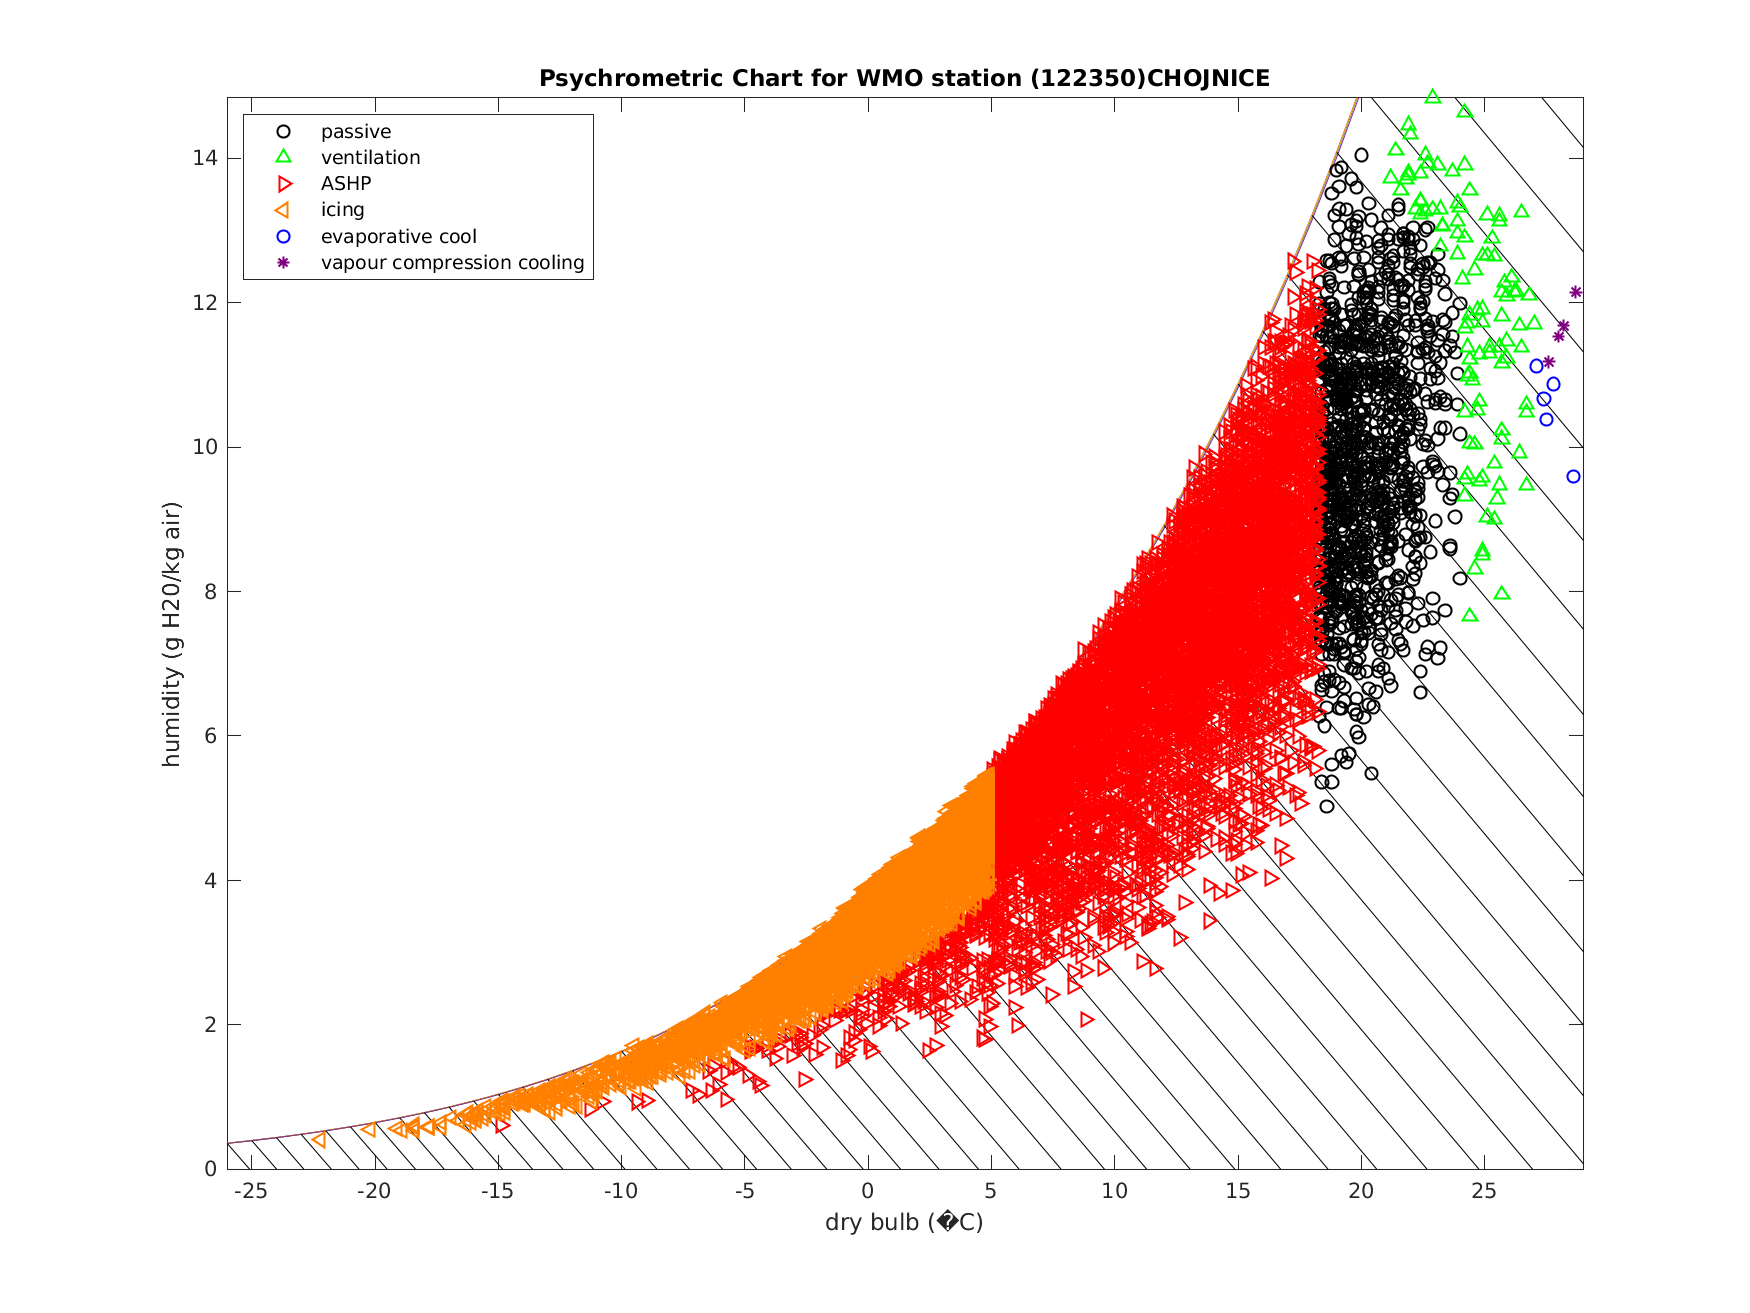 Psychrometric Chart for WMO station (122350)CHOJNICE
passive
ventilation
ASHP
icing
evaporative cool
vapour compression cooling
14
12
10
8
6
4
2
0
humidity (g H20/kg air)
-25
-20
-15
-10
-5
0
5
10
15
20
25
dry bulb (�C)